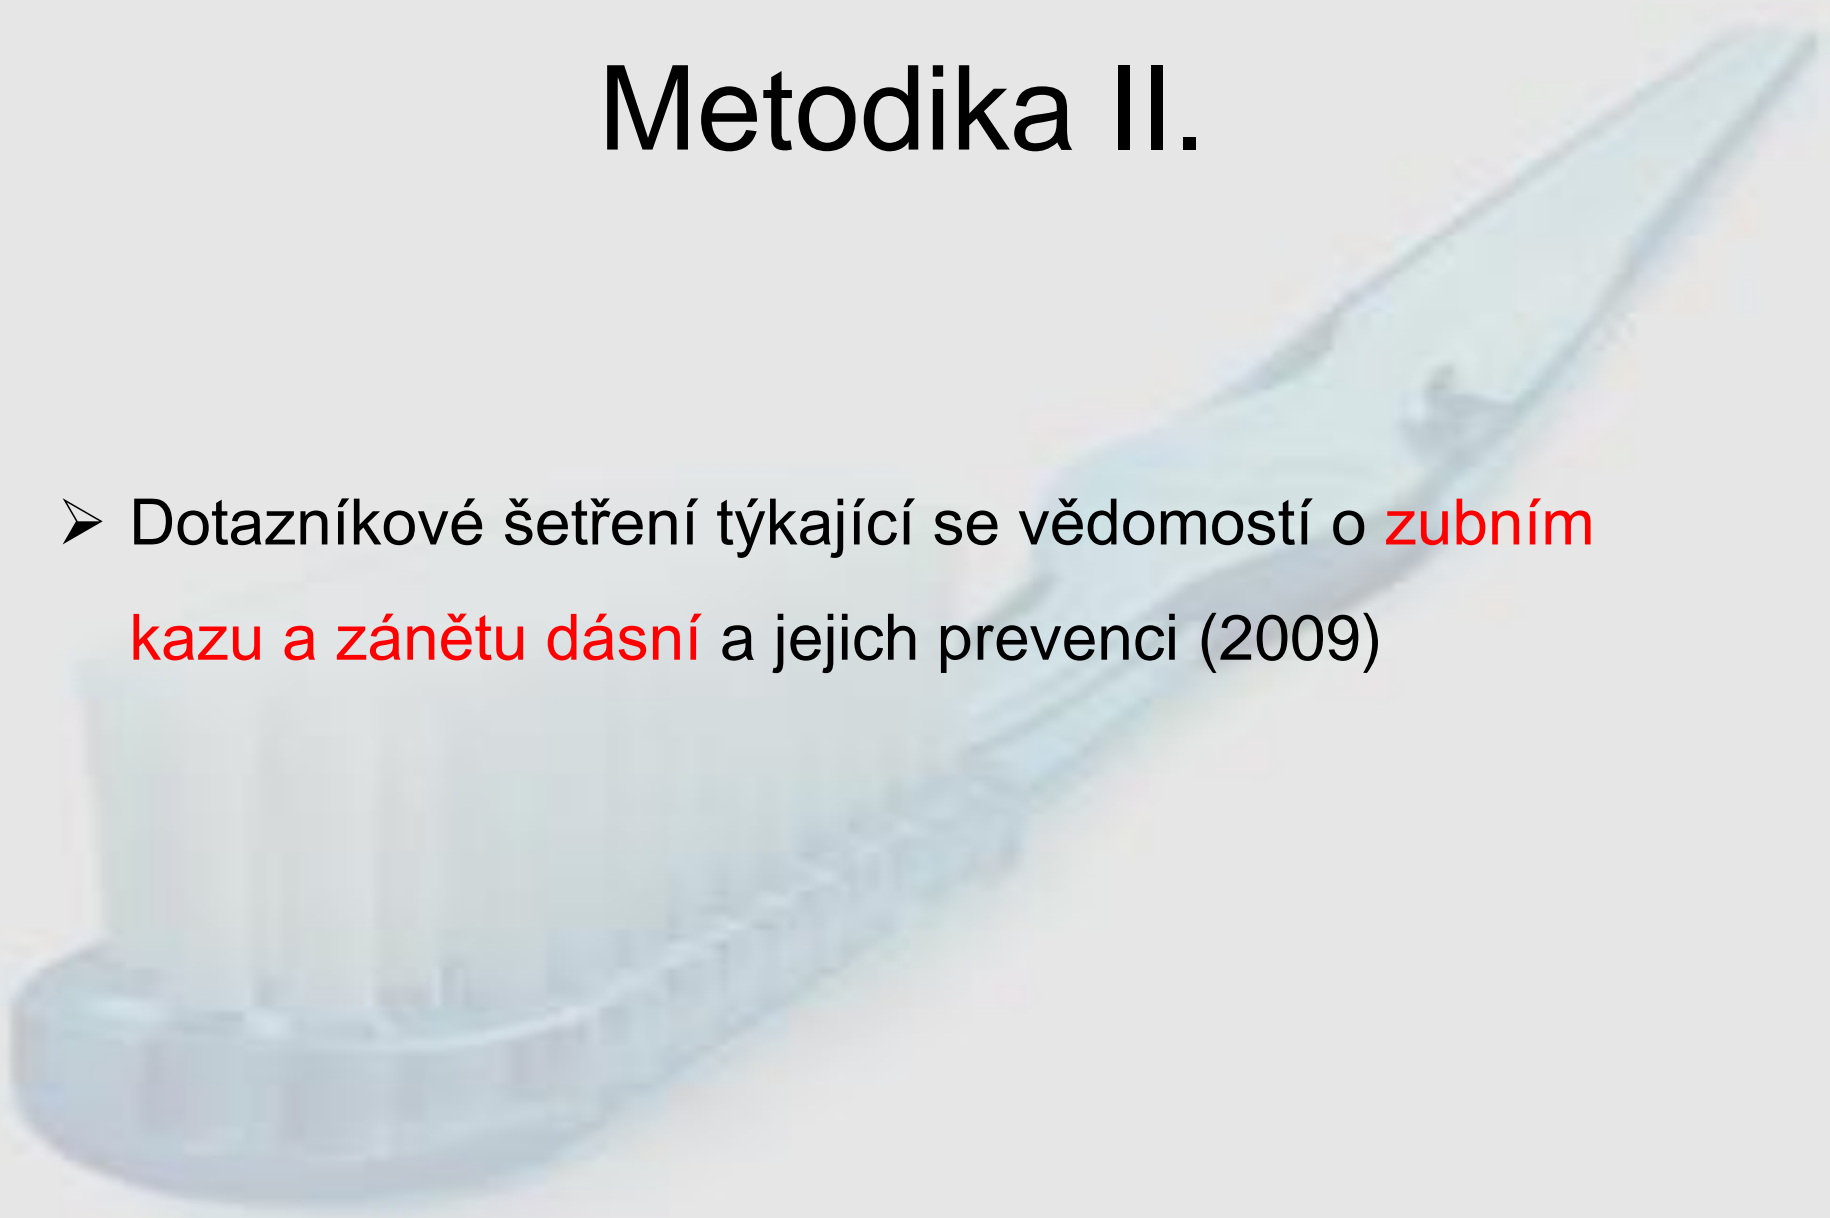 Metodika II.
➢ Dotazníkové šetření týkající se vědomostí o zubním
kazu a zánětu dásní a jejich prevenci (2009)